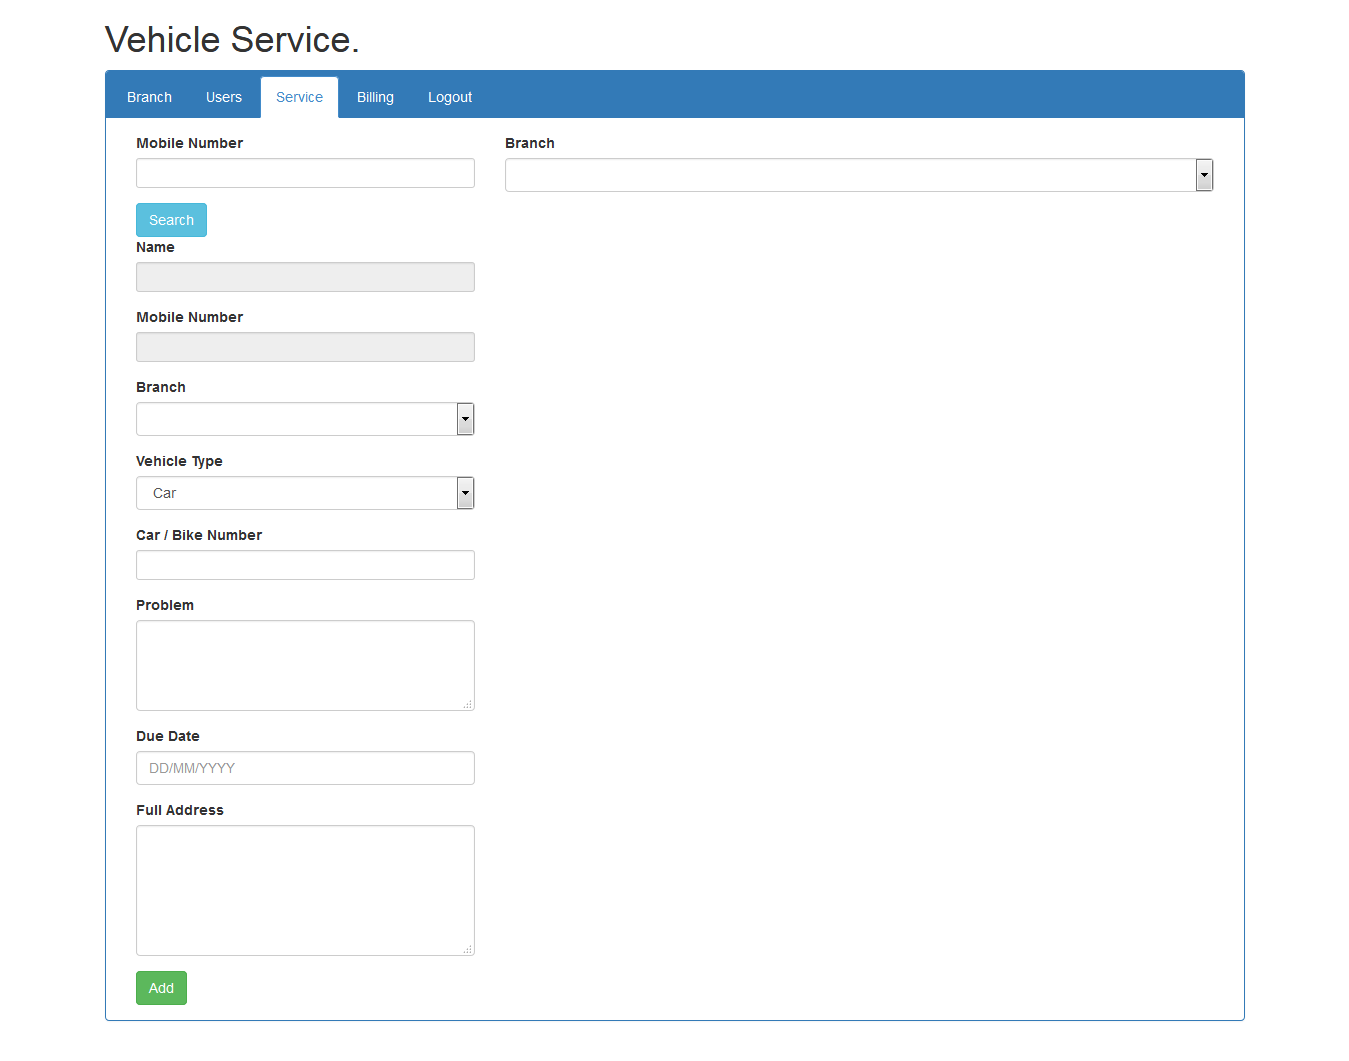 Vehicle Service.
Branch Users Service Billing Logout
Mobile Number
Search
Name
Mobile Number
Branch
Vehicle Type
Car
Car / Bike Number
Problem
Due Date
DD/MM/YYYY
Full Address
Add
Branch